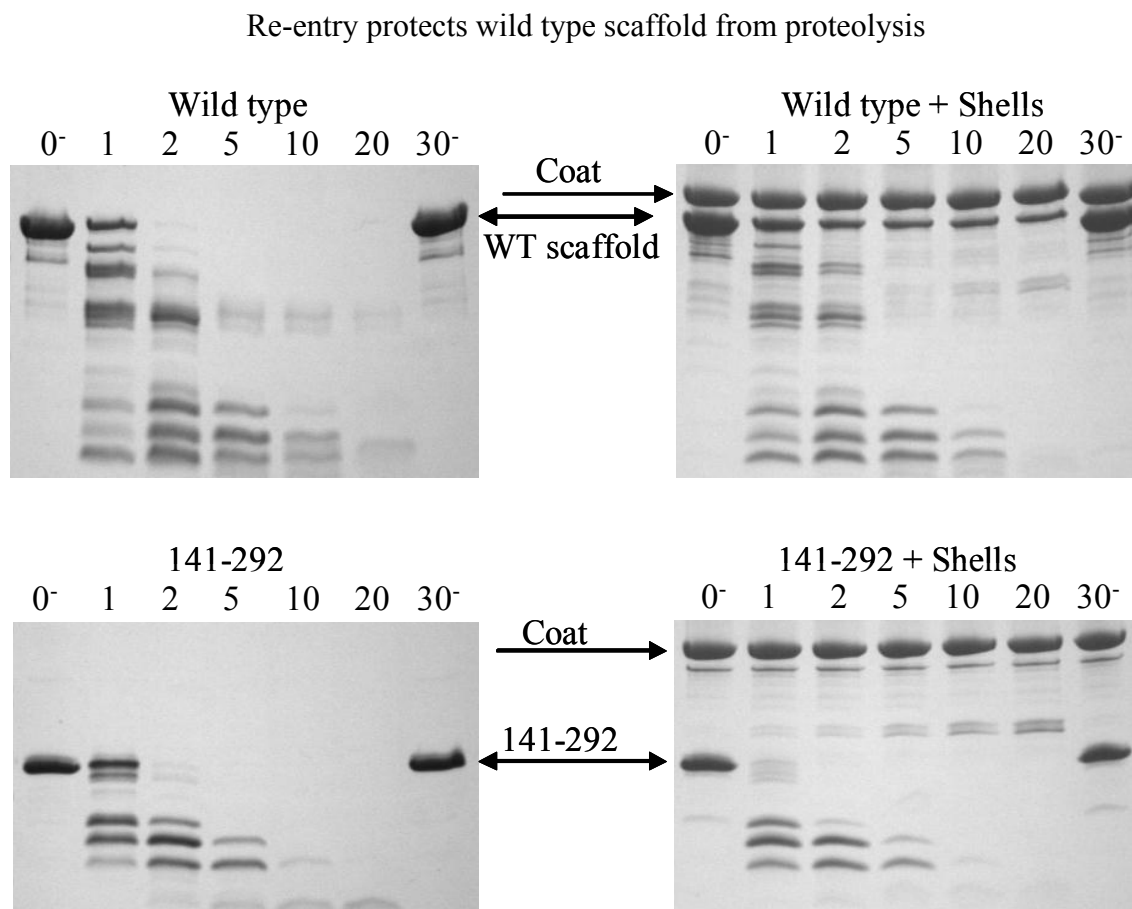 Re-entry protects wild type scaffold from proteolysis
Wild type
0- 1 2 5 10 20 30-
Coat
WT scaffold
Wild type + Shells
0- 1 2 5 10 20 30-
141-292
0- 1 2 5 10 20 30-
Coat
141-292
141-292 + Shells
0- 1 2 5 10 20 30-